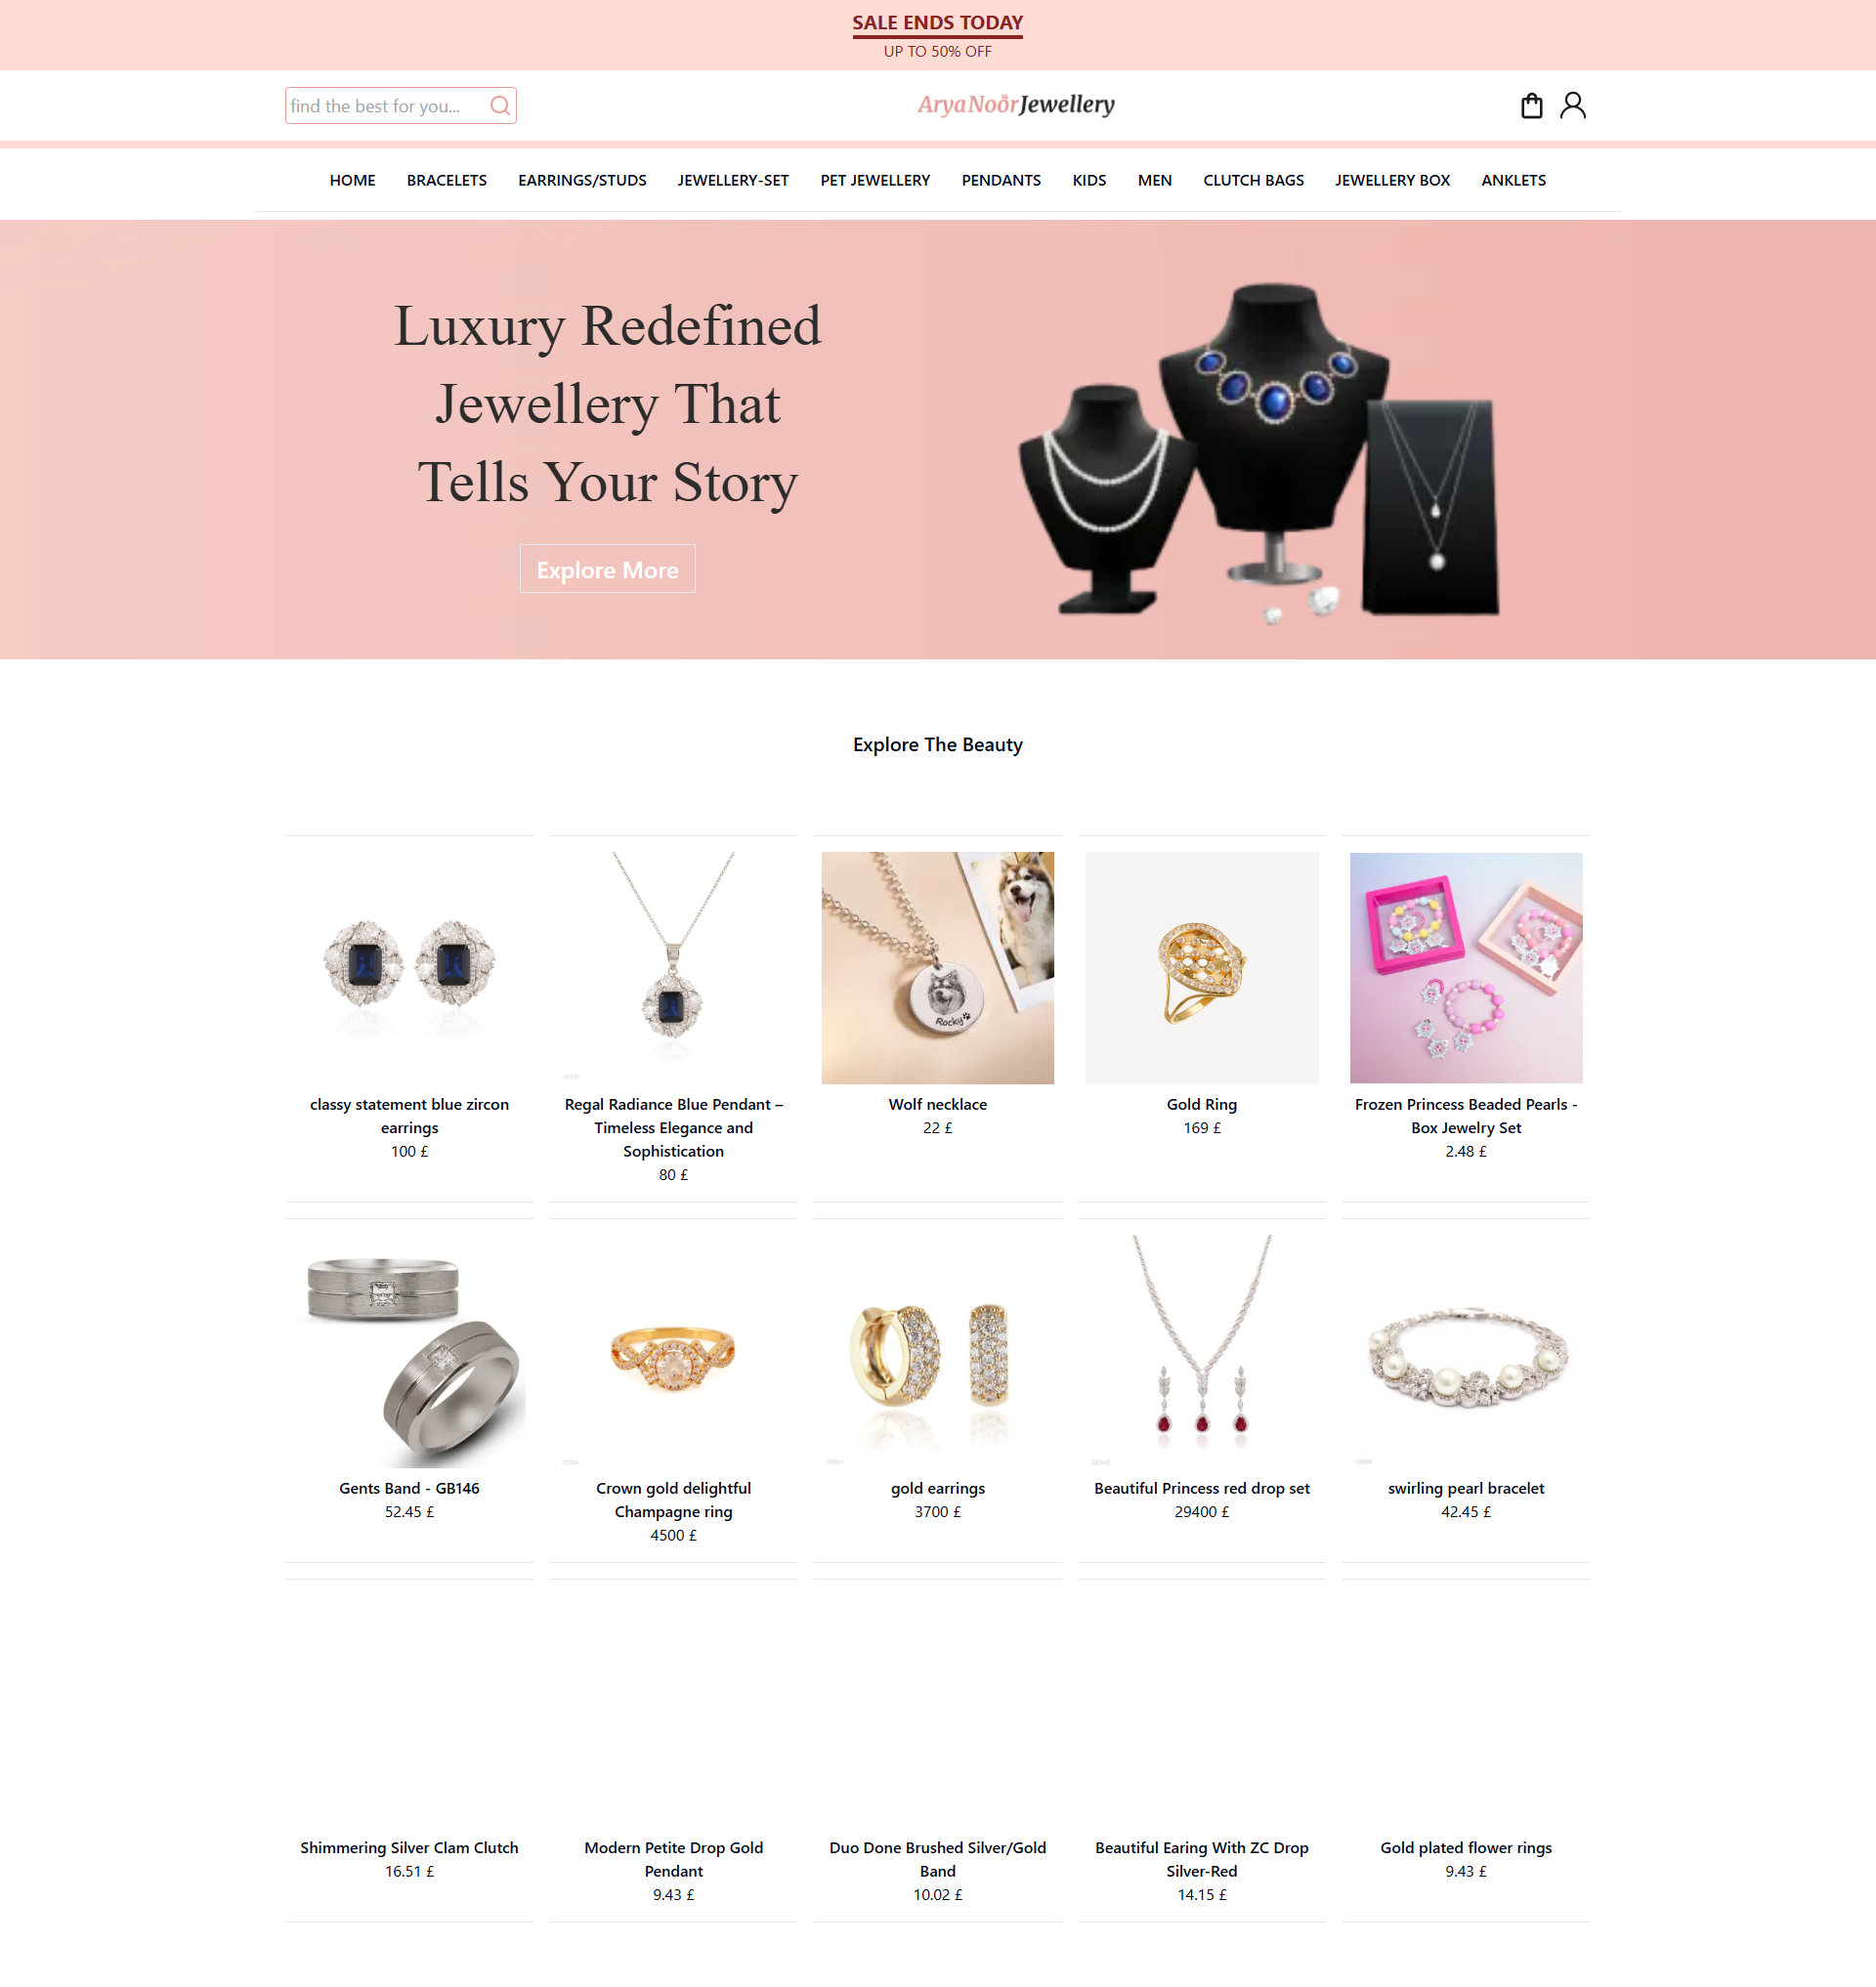 SALE ENDS TODAY
UP TO 50% OFF
find the best for you...
AryaNoorJewellery
HOME BRACELETS EARRINGS/STUDS JEWELLERY-SET PET JEWELLERY PENDANTS KIDS MEN CLUTCH BAGS JEWELLERY BOX ANKLETS
Luxury Redefined
Jewellery That
Tells Your Story
Explore More
Explore The Beauty
Rocky
classy statement blue zircon
earrings
100 £
Regal Radiance Blue Pendant –
Timeless Elegance and
Sophistication
80 £
Wolf necklace
22 £
Gold Ring
169 £
Frozen Princess Beaded Pearls -
Box Jewelry Set
2.48 £
Gents Band - GB146
52.45 £
Crown gold delightful
Champagne ring
4500 £
gold earrings
3700 £
Beautiful Princess red drop set
29400 £
swirling pearl bracelet
42.45 £
Shimmering Silver Clam Clutch
16.51 £
Modern Petite Drop Gold
Pendant
9.43 £
Duo Done Brushed Silver/Gold
Band
10.02 £
Beautiful Earing With ZC Drop
Silver-Red
14.15 £
Gold plated flower rings
9.43 £